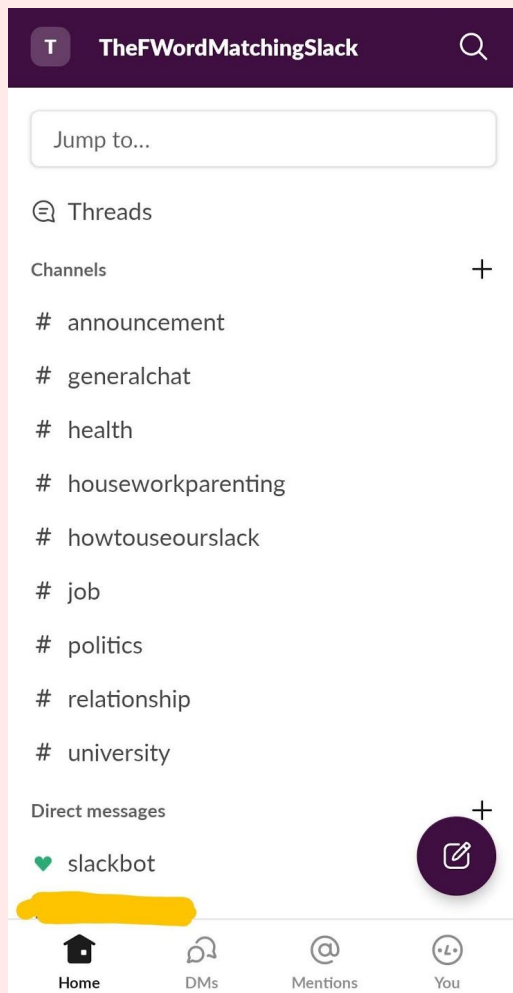 T TheFWordMatchingSlack
Jump to...
Threads
Channels +
# announcement
# generalchat
# health
# houseworkparenting
# howtouseourslack
# job
# politics
# relationship
# university
Direct messages +
slackbot
Home DMs Mentions You